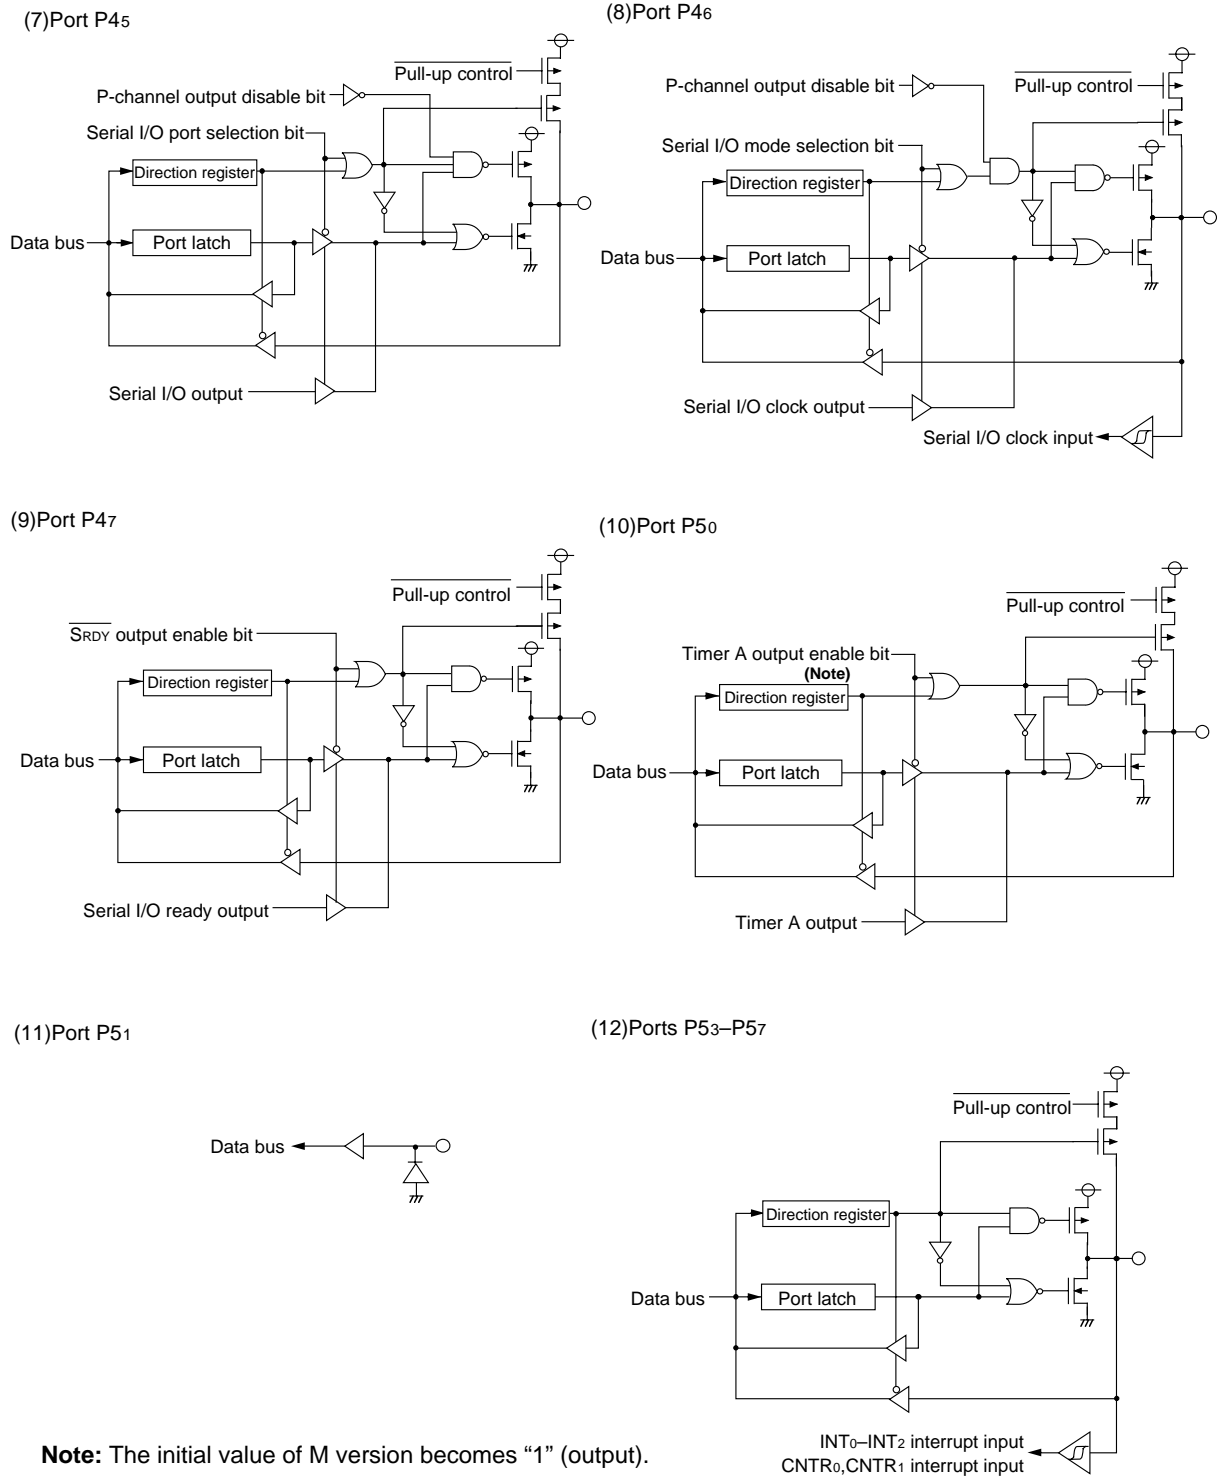 (7)Port P45
Pull-up control
P-channel output disable bit
Serial I/O port selection bit
Direction register
Data bus
Port latch
Serial I/O output
(8)Port P46
Pull-up control
P-channel output disable bit
Serial I/O mode selection bit
Direction register
Data bus
Port latch
Serial I/O clock output
Serial I/O clock input
(9)Port P47
Pull-up control
SRDY output enable bit
Direction register
Data bus
Port latch
Serial I/O ready output
(10)Port P50
Pull-up control
Timer A output enable bit
(Note)
Direction register
Data bus
Port latch
Timer A output
(11)Port P51
Data bus
(12)Ports P53–P57
Pull-up control
Direction register
Data bus
Port latch
INT0–INT2 interrupt input
CNTR0,CNTR1 interrupt input
Note: The initial value of M version becomes “1” (output).